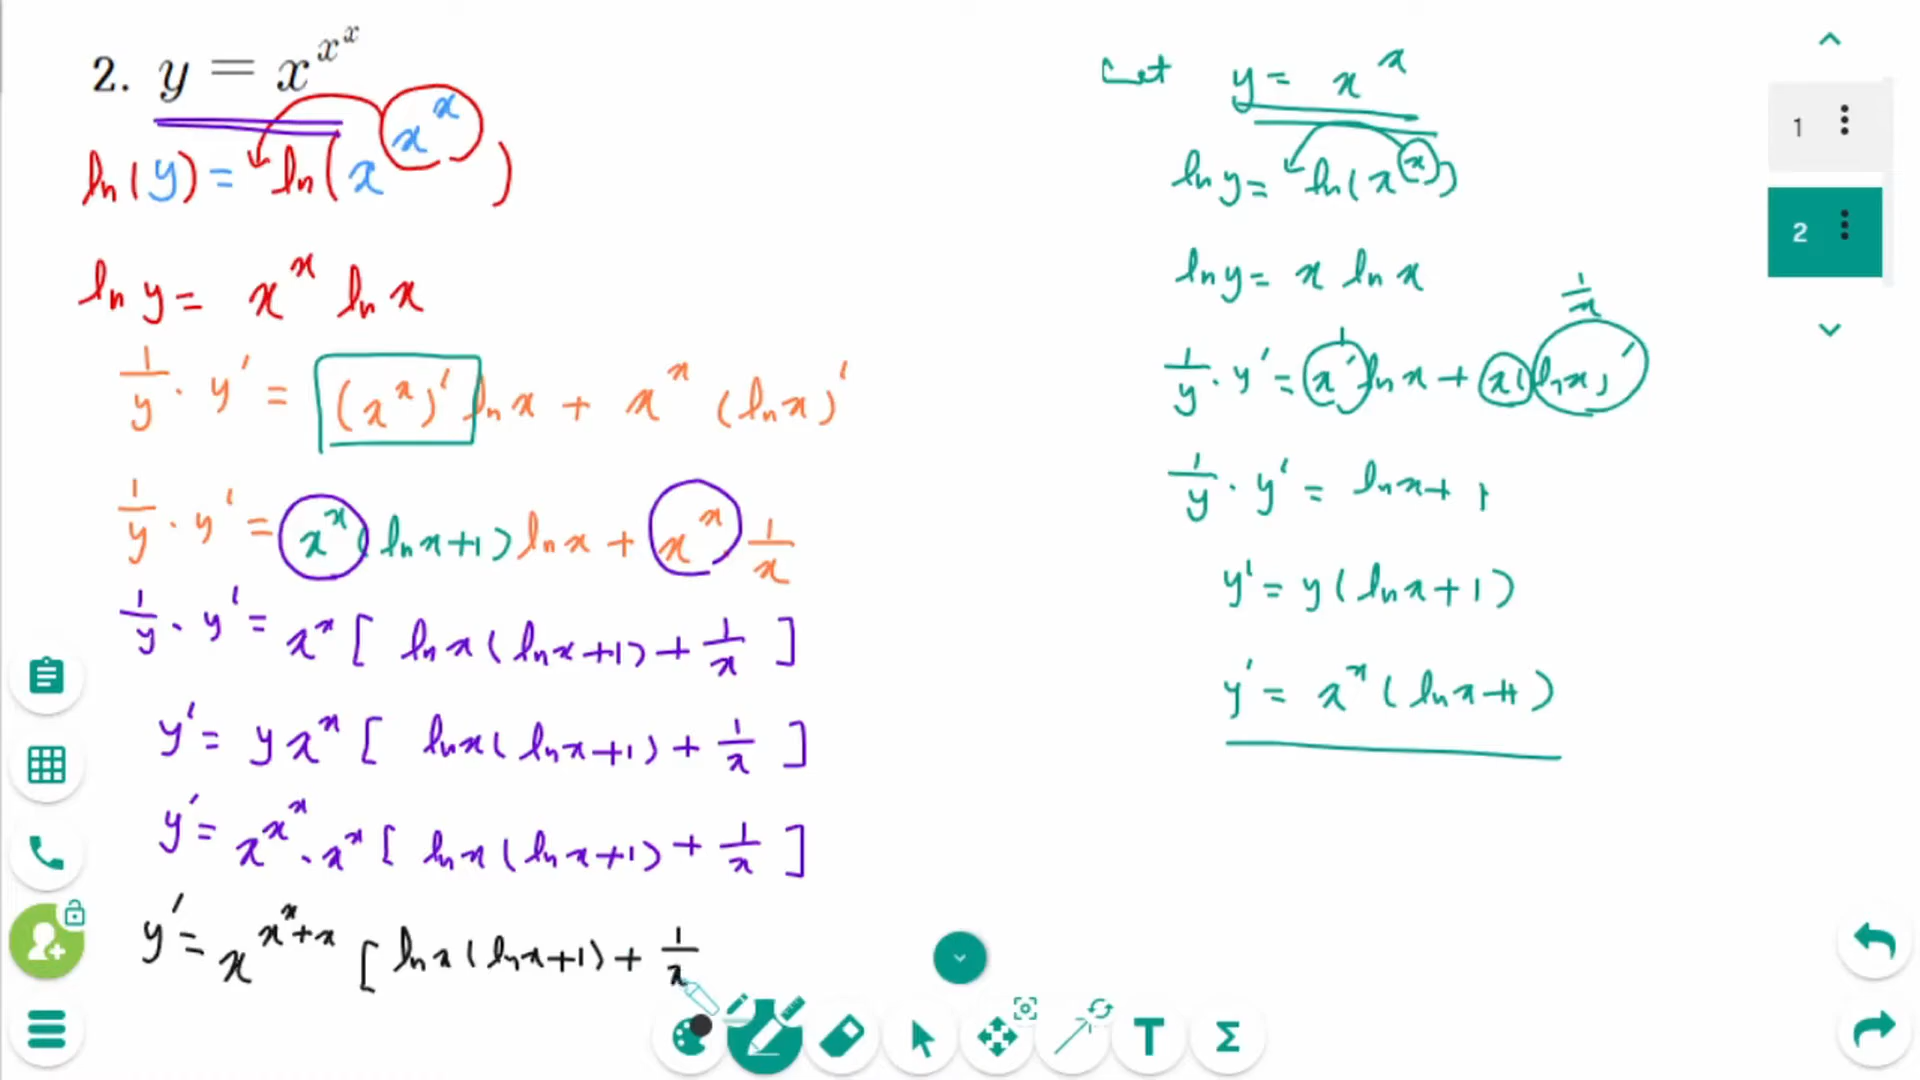 2. y = x^{x^x}
ln(y) = ln(x^{x^x})
ln y = x^x ln x
1/y · y' = (x^x)' ln x + x^x (ln x)'
1/y · y' = x^x (ln x+1) ln x + x^x · 1/x
1/y · y' = x^x [ ln x (ln x+1) + 1/x ]
y' = y x^x [ ln x (ln x+1) + 1/x ]
y' = x^{x^x} · x^x [ ln x (ln x+1) + 1/x ]
y' = x^{x^x+x} [ ln x (ln x+1) + 1/x
Let y = x^x
ln y = ln(x^x)
ln y = x ln x
1
1/x
1/y · y' = x' ln x + x(ln x)'
1/y · y' = ln x + 1
y' = y (ln x + 1)
y' = x^x (ln x + 1)
1
2
T
Σ